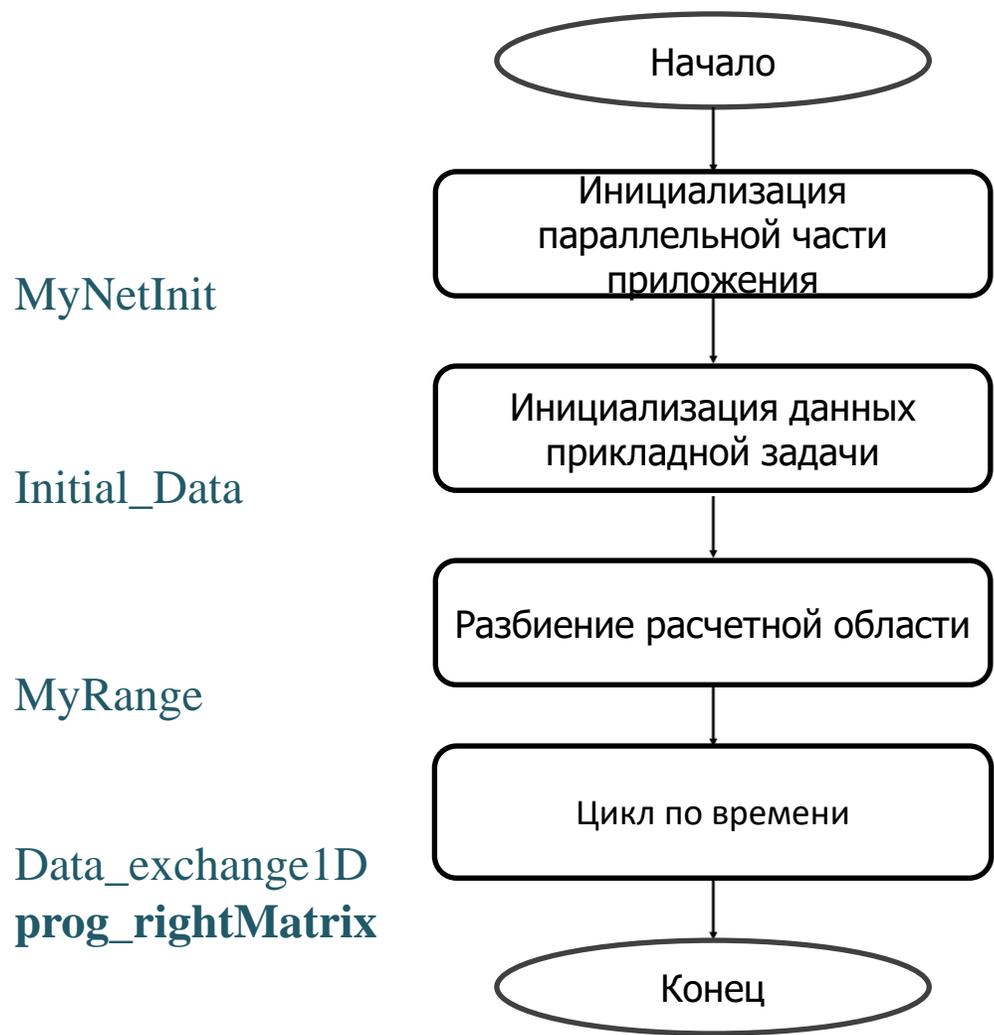 Начало
Инициализация
параллельной части
приложения
MyNetInit
Инициализация данных
прикладной задачи
Initial_Data
Разбиение расчетной области
MyRange
Цикл по времени
Data_exchange1D
prog_rightMatrix
Конец